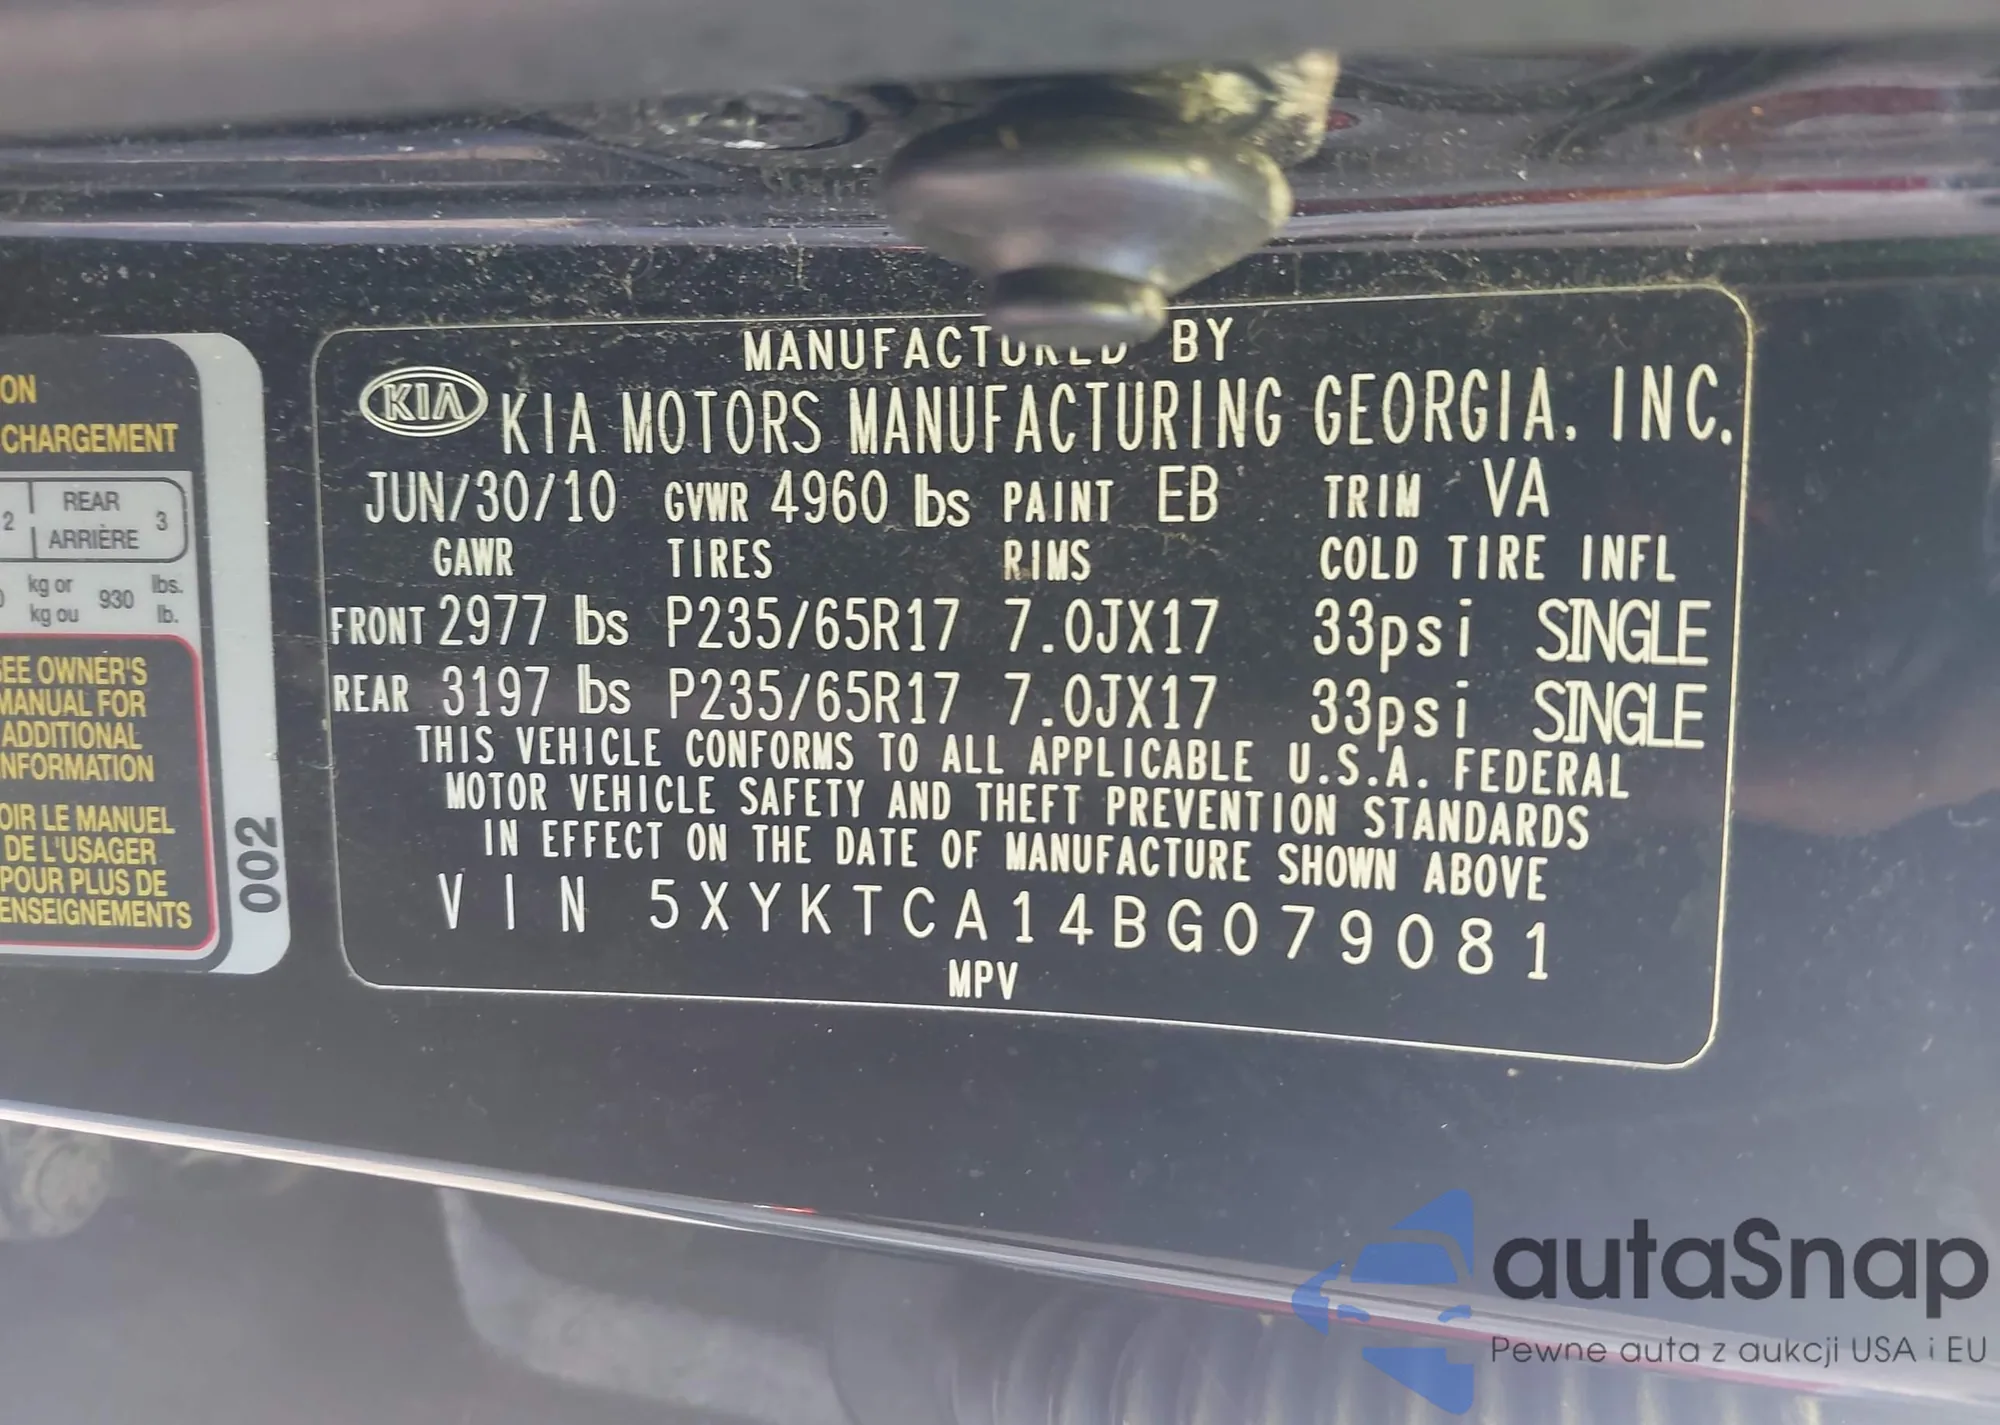 ON
CHARGEMENT
2 REAR 3
ARRIÈRE
kg or 930 lbs.
kg ou lb.
SEE OWNER'S
MANUAL FOR
ADDITIONAL
INFORMATION
VOIR LE MANUEL
DE L'USAGER
POUR PLUS DE
RENSEIGNEMENTS
002
MANUFACTURED BY
KIA KIA MOTORS MANUFACTURING GEORGIA, INC.
JUN/30/10 GVWR 4960 lbs PAINT EB TRIM VA
GAWR TIRES RIMS COLD TIRE INFL
FRONT 2977 lbs P235/65R17 7.0JX17 33psi SINGLE
REAR 3197 lbs P235/65R17 7.0JX17 33psi SINGLE
THIS VEHICLE CONFORMS TO ALL APPLICABLE U.S.A. FEDERAL
MOTOR VEHICLE SAFETY AND THEFT PREVENTION STANDARDS
IN EFFECT ON THE DATE OF MANUFACTURE SHOWN ABOVE
VIN 5XYKTCA14BG079081
MPV
autaSnap
Pewne auta z aukcji USA i EU